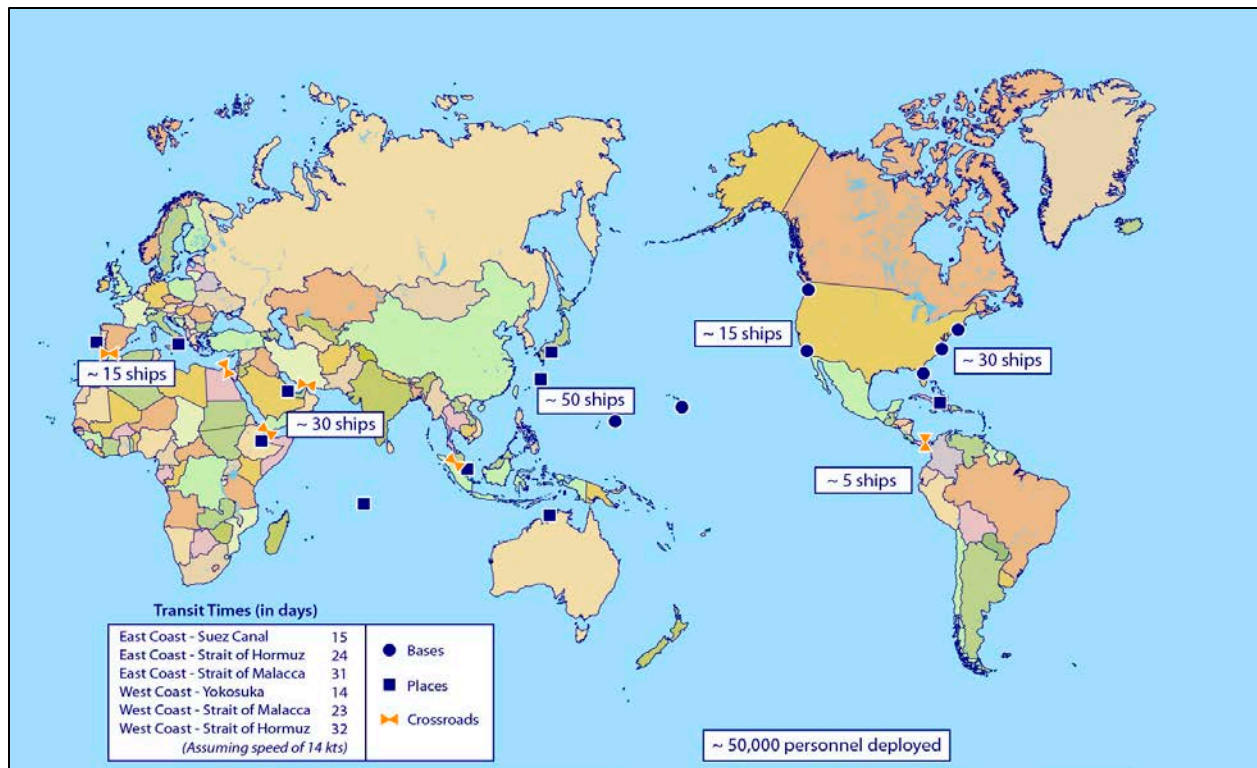 ~ 15 ships
~ 30 ships
~ 50 ships
~ 15 ships
~ 30 ships
~ 5 ships
Transit Times (in days)
East Coast - Suez Canal 15
East Coast - Strait of Hormuz 24
East Coast - Strait of Malacca 31
West Coast - Yokosuka 14
West Coast - Strait of Malacca 23
West Coast - Strait of Hormuz 32
(Assuming speed of 14 kts)
Bases
Places
Crossroads
~ 50,000 personnel deployed